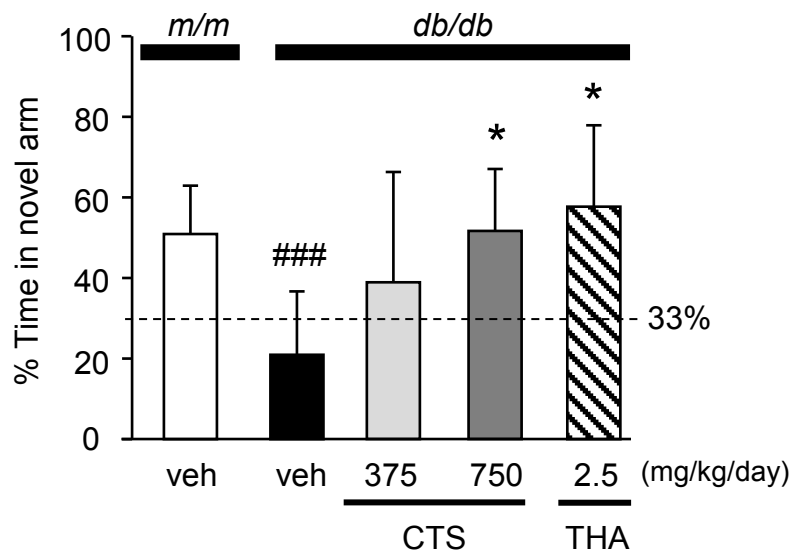 m/m db/db
% Time in novel arm
100
80
60
40
20
0
*
*
###
33%
veh veh 375 750 2.5 (mg/kg/day)
CTS THA